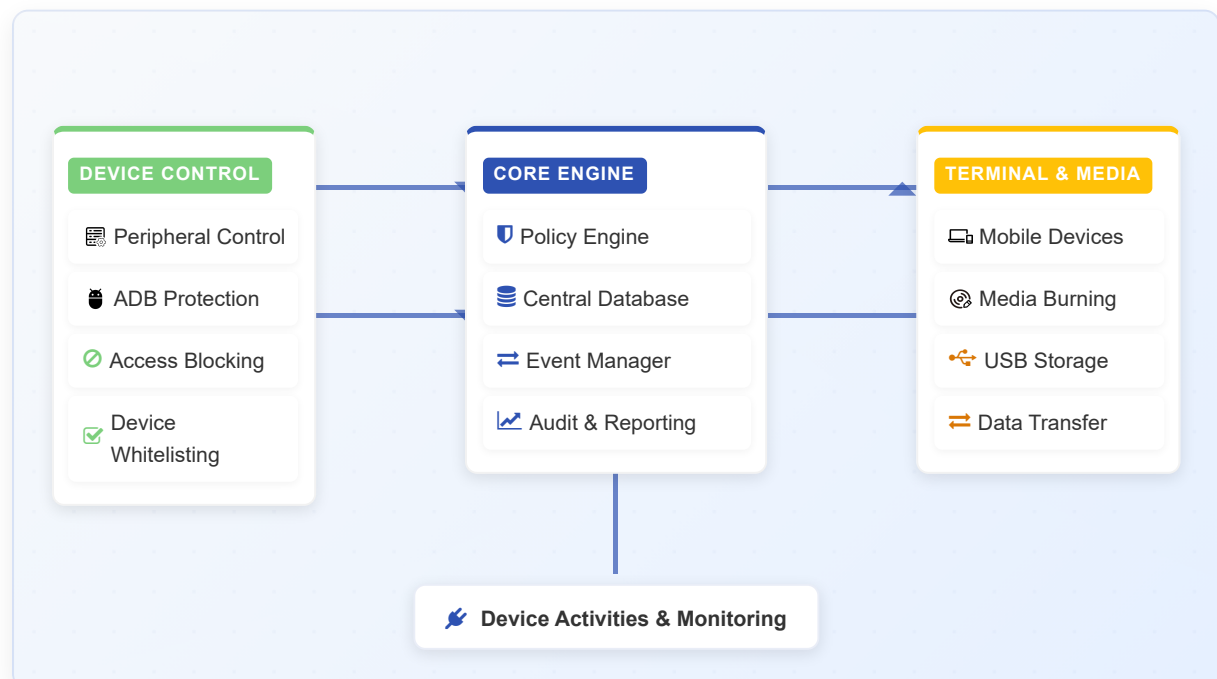 DEVICE CONTROL
Peripheral Control
ADB Protection
Access Blocking
Device
Whitelisting
CORE ENGINE
Policy Engine
Central Database
Event Manager
Audit & Reporting
TERMINAL & MEDIA
Mobile Devices
Media Burning
USB Storage
Data Transfer
Device Activities & Monitoring